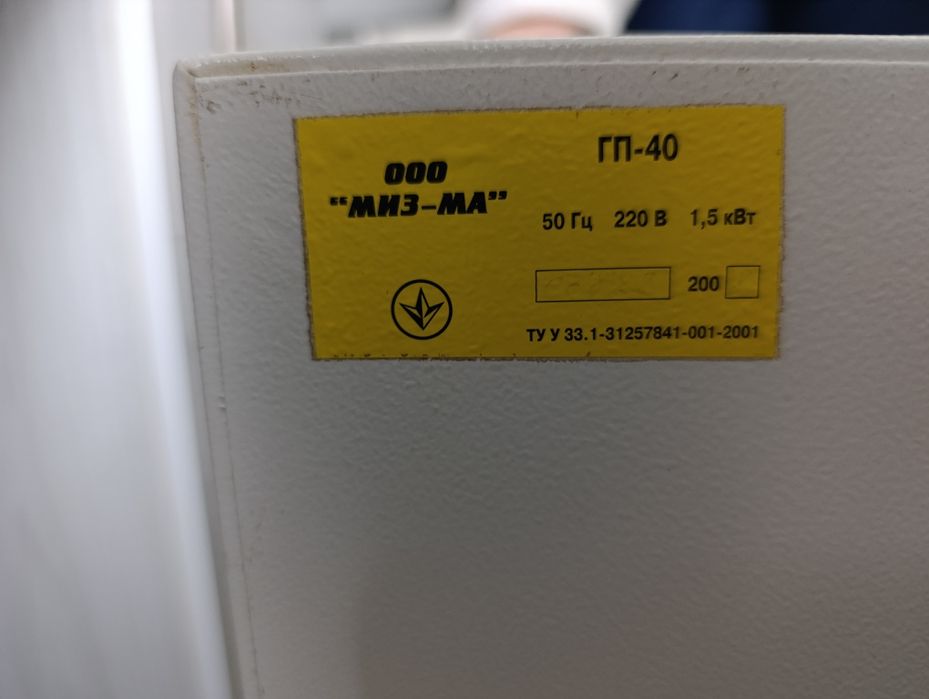 ООО
“МИЗ-МА”
ГП-40
50 Гц 220 В 1,5 кВт
200
ТУ У 33.1-31257841-001-2001